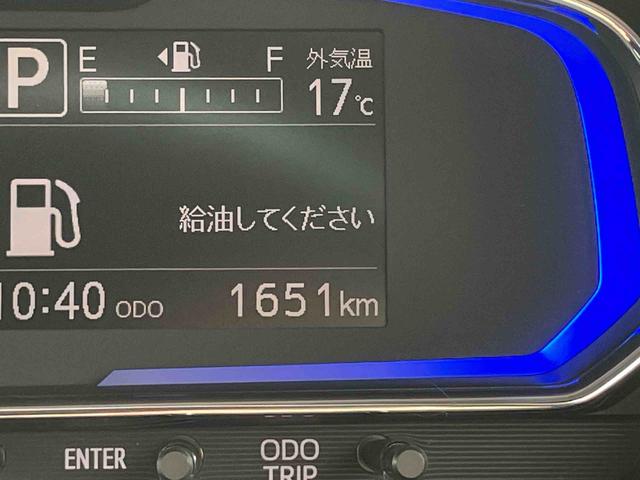 P E F 外気温
17℃
給油してください
10:40 ODO 1651km
ENTER ODO
TRIP